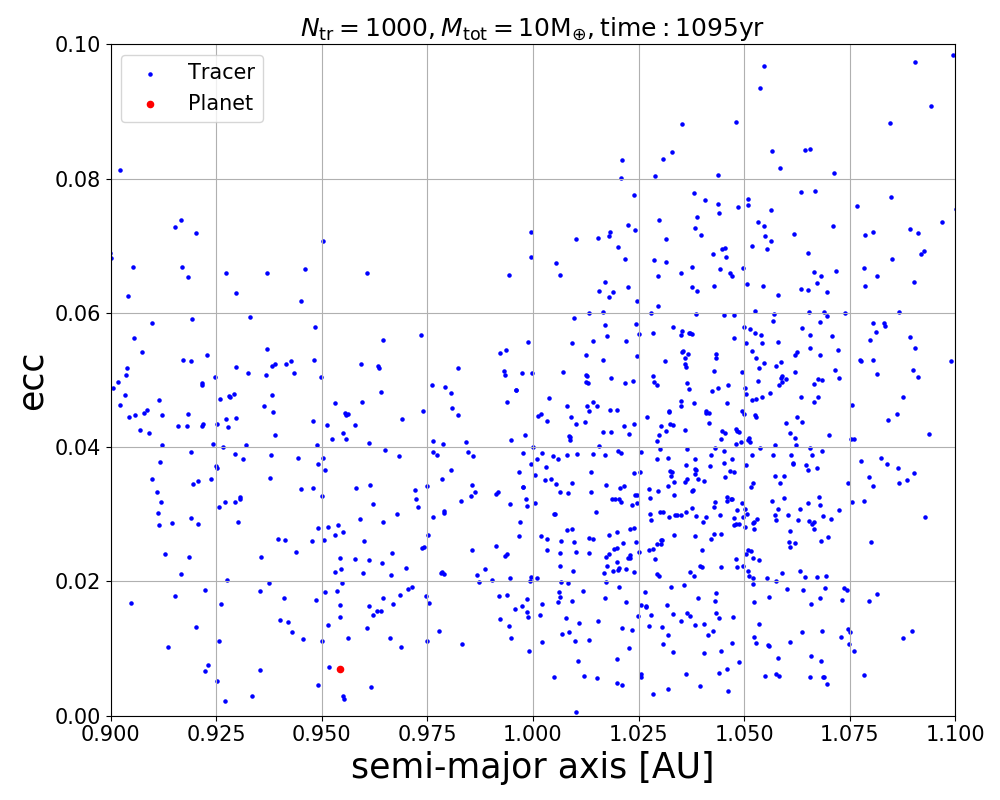 N_tr = 1000, M_tot = 10M_⊕, time : 1095yr
Tracer
Planet
ecc
0.10
0.08
0.06
0.04
0.02
0.00
0.900 0.925 0.950 0.975 1.000 1.025 1.050 1.075 1.100
semi-major axis [AU]